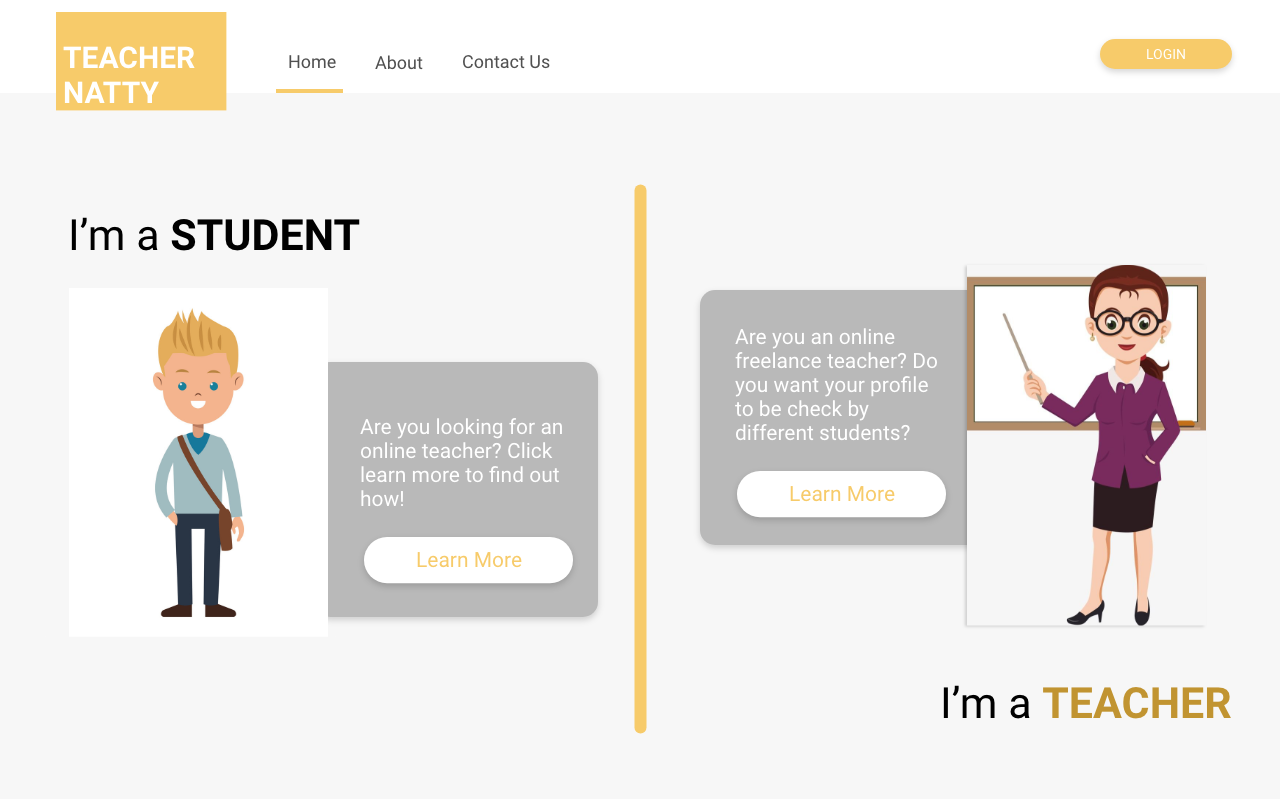 TEACHER
NATTY
Home
About
Contact Us
LOGIN
I’m a STUDENT
Are you looking for an
online teacher? Click
learn more to find out
how!
Learn More
Are you an online
freelance teacher? Do
you want your profile
to be check by
different students?
Learn More
I’m a TEACHER